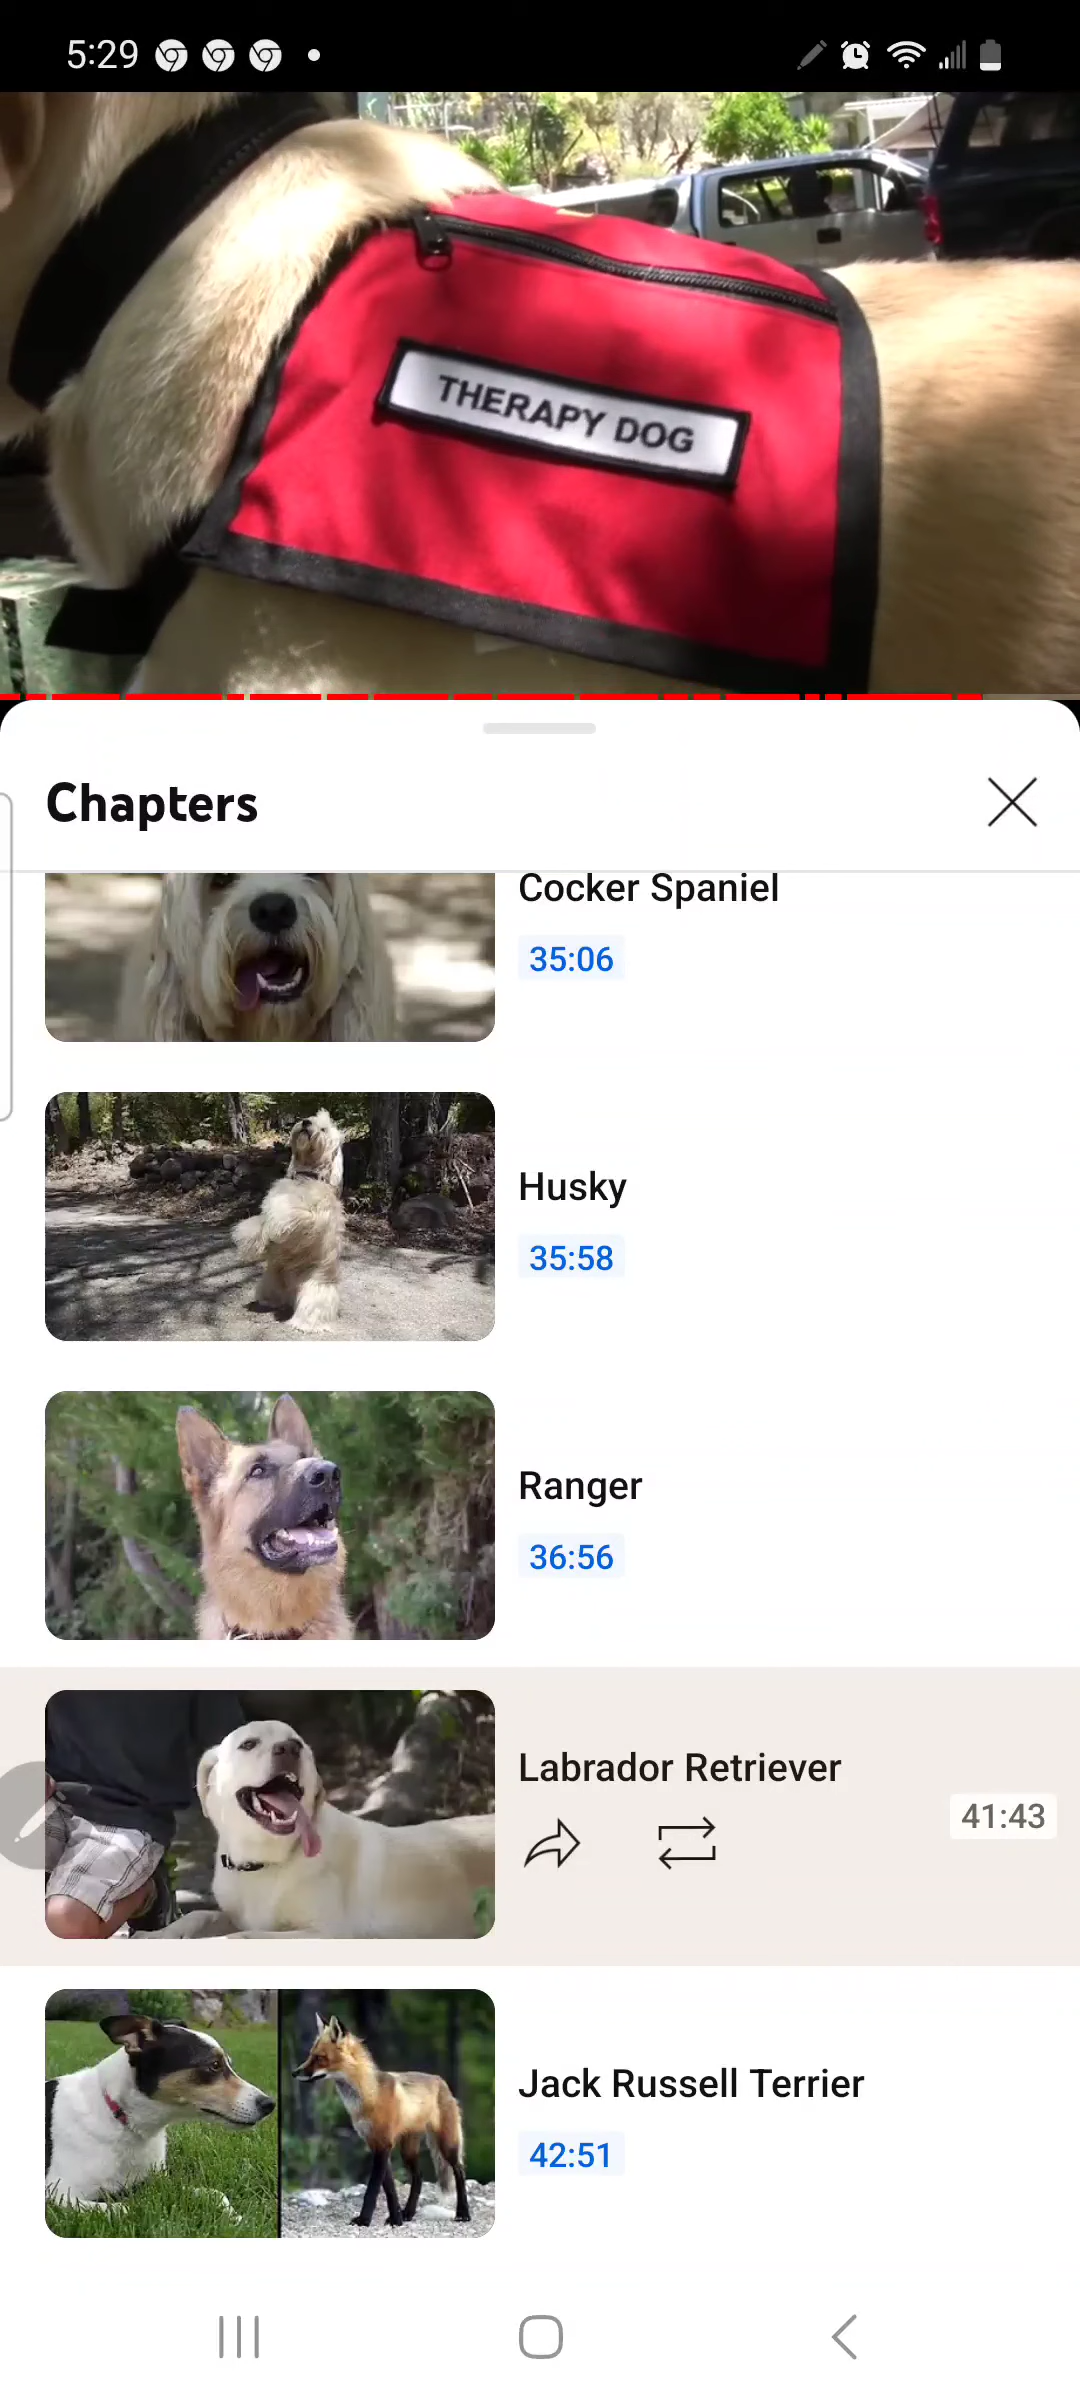 5:29
THERAPY DOG
Chapters
Cocker Spaniel
35:06
Husky
35:58
Ranger
36:56
Labrador Retriever
41:43
Jack Russell Terrier
42:51